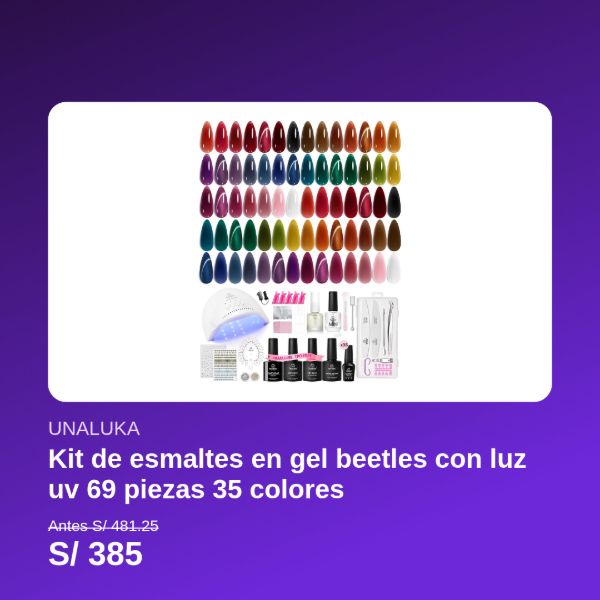 UNALUKA
Kit de esmaltes en gel beetles con luz
uv 69 piezas 35 colores
Antes S/ 481.25
S/ 385